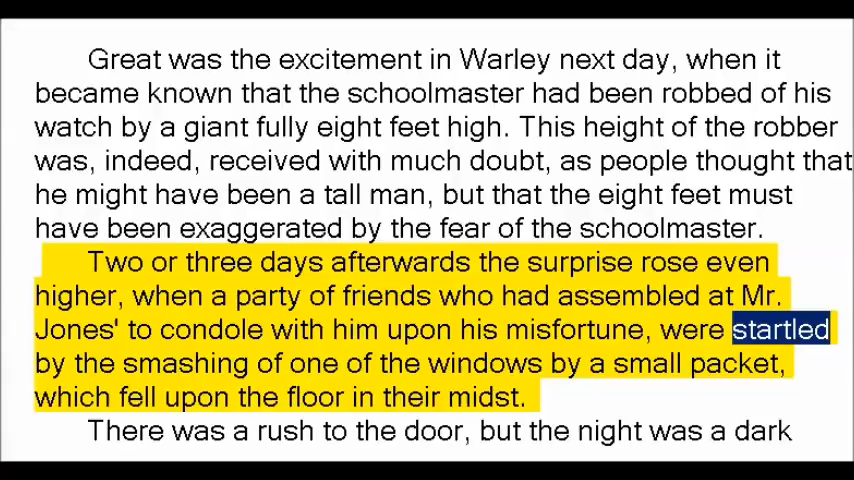 Great was the excitement in Warley next day, when it
became known that the schoolmaster had been robbed of his
watch by a giant fully eight feet high. This height of the robber
was, indeed, received with much doubt, as people thought that
he might have been a tall man, but that the eight feet must
have been exaggerated by the fear of the schoolmaster.
Two or three days afterwards the surprise rose even
higher, when a party of friends who had assembled at Mr.
Jones' to condole with him upon his misfortune, were startled
by the smashing of one of the windows by a small packet,
which fell upon the floor in their midst.
There was a rush to the door, but the night was a dark